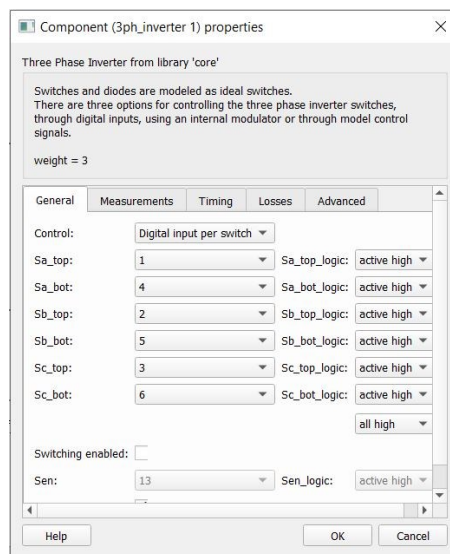 Component (3ph_inverter 1) properties
Three Phase Inverter from library 'core'
Switches and diodes are modeled as ideal switches.
There are three options for controlling the three phase inverter switches,
through digital inputs, using an internal modulator or through model control
signals.
weight = 3
General Measurements Timing Losses Advanced
Control: Digital input per switch
Sa_top: 1 Sa_top_logic: active high
Sa_bot: 4 Sa_bot_logic: active high
Sb_top: 2 Sb_top_logic: active high
Sb_bot: 5 Sb_bot_logic: active high
Sc_top: 3 Sc_top_logic: active high
Sc_bot: 6 Sc_bot_logic: active high
all high
Switching enabled:
Sen: 13 Sen_logic: active high
Help OK Cancel